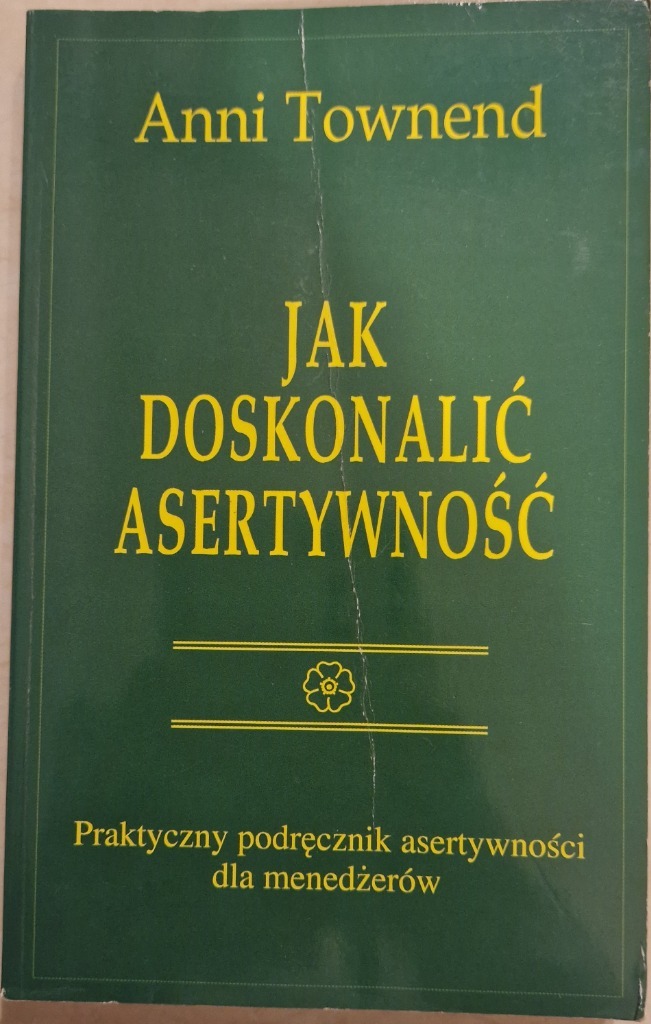 Anni Townend
JAK
DOSKONALIĆ
ASERTYWNOŚĆ
Praktyczny podręcznik asertywności
dla menedżerów